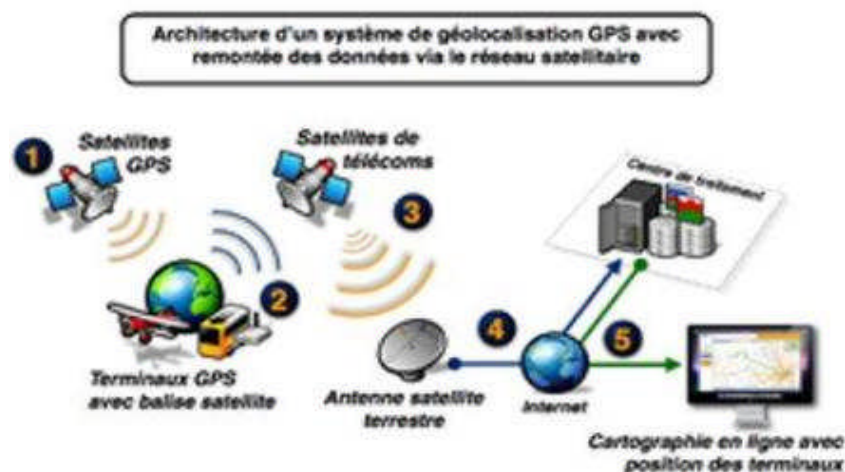 Architecture d'un système de géolocalisation GPS avec
remontée des données via le réseau satellitaire
1
Satellites
GPS
Satellites de
télécoms
3
Centre de traitement
2
4
5
Terminaux GPS
avec balise satellite
Antenne satellite
terrestre
Internet
Cartographie en ligne avec
position des terminaux